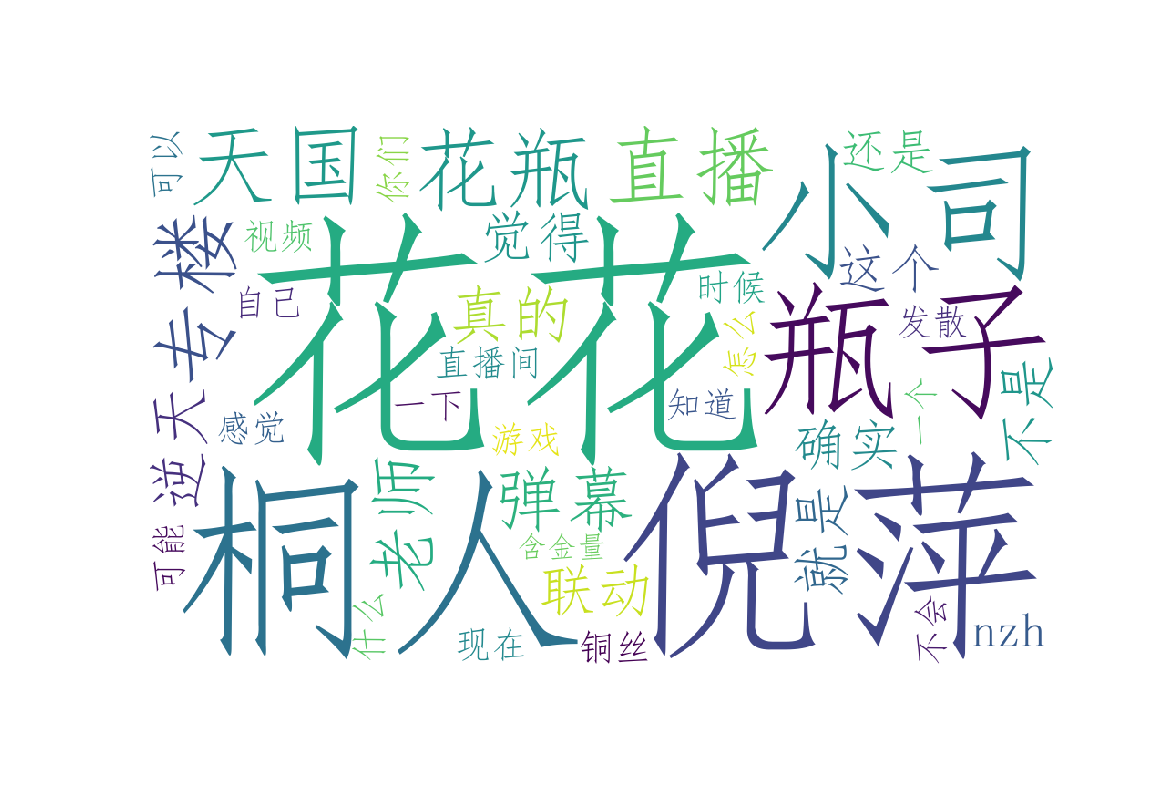 可以
天国
你们
花瓶
直播
还是
小司
逆天专楼
视频
觉得
这个
花花
自己
真的
时候
瓶子
发散
怎么
直播间
一下
知道
一个
不是
感觉
游戏
确实
老师
弹幕
桐人
倪萍
就是
可能
含金量
联动
什么
现在
铜丝
不会
nzh